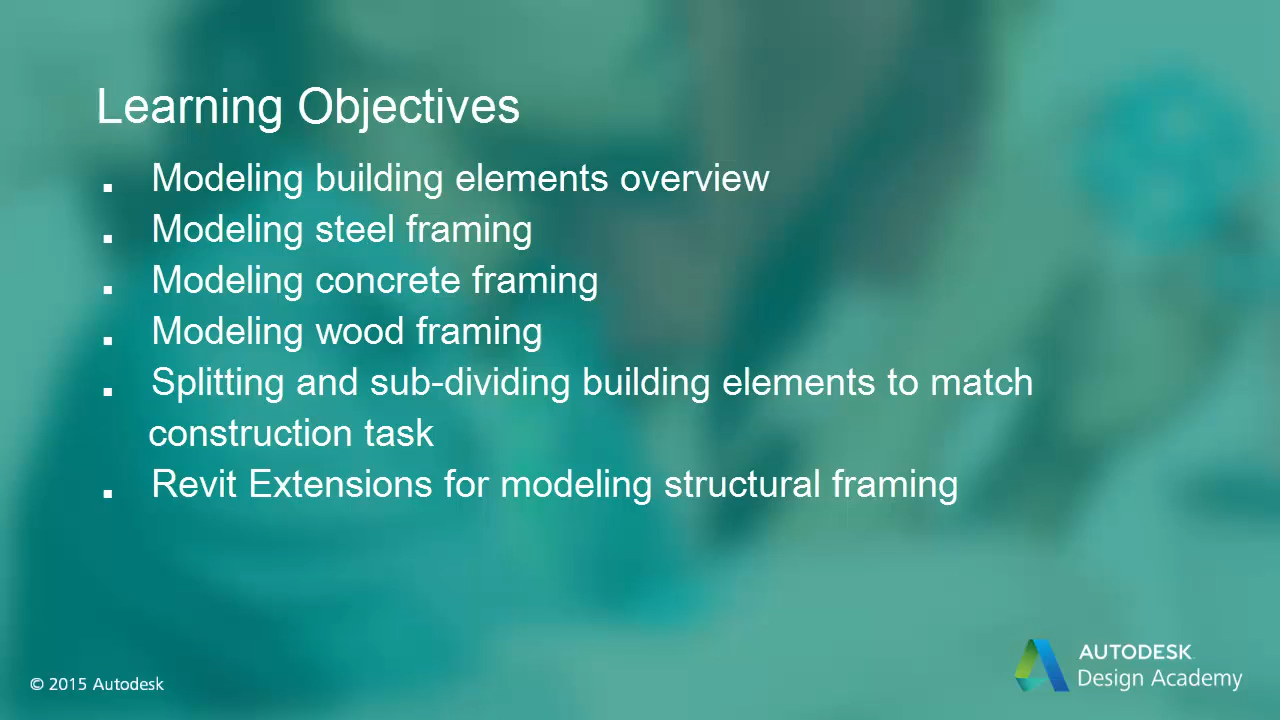 Learning Objectives
. Modeling building elements overview
. Modeling steel framing
. Modeling concrete framing
. Modeling wood framing
. Splitting and sub-dividing building elements to match
construction task
. Revit Extensions for modeling structural framing
AUTODESK
Design Academy
© 2015 Autodesk